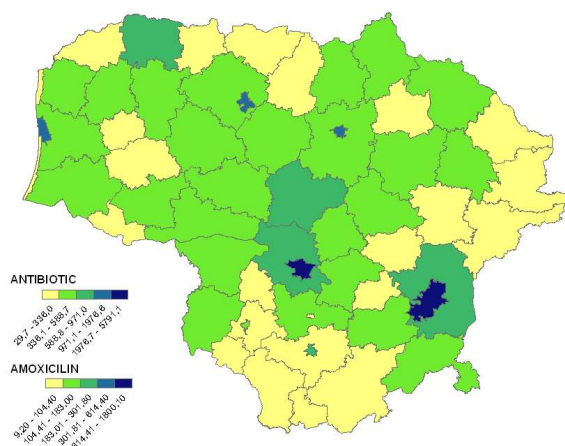 ANTIBIOTIC
29,7 - 336,0
336,1 - 588,7
588,8 - 971,0
971,1 - 1976,6
1976,7 - 5791,1
AMOXICILIN
9,20 - 104,40
104,41 - 183,00
183,01 - 301,80
301,81 - 614,40
614,41 - 1800,10